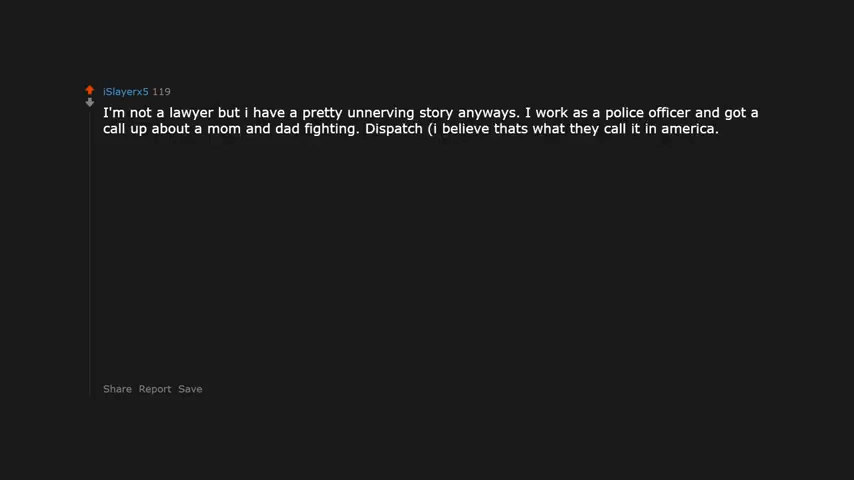 iSlayerx5 119
I'm not a lawyer but i have a pretty unnerving story anyways. I work as a police officer and got a
call up about a mom and dad fighting. Dispatch (i believe thats what they call it in america.
Share Report Save